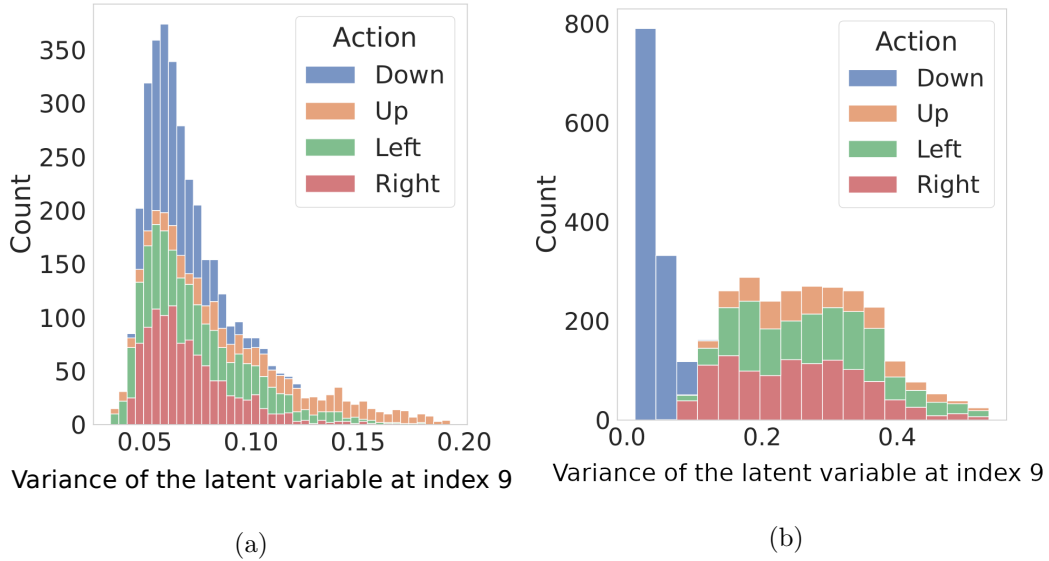 Count
350
300
250
200
150
100
50
0
Action
Down
Up
Left
Right
0.05
0.10
0.15
0.20
Variance of the latent variable at index 9
(a)
Count
800
600
400
200
0
Action
Down
Up
Left
Right
0.0
0.2
0.4
Variance of the latent variable at index 9
(b)